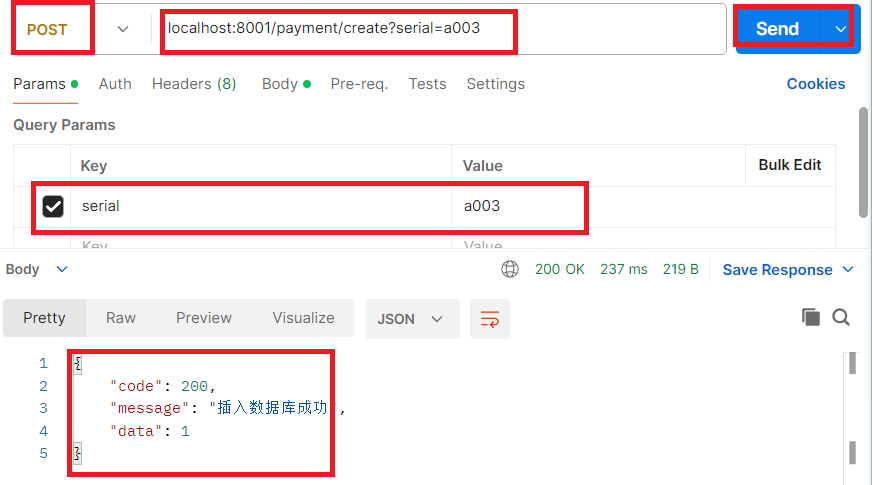 POST localhost:8001/payment/create?serial=a003 Send
Params Auth Headers (8) Body Pre-req. Tests Settings Cookies
Query Params
Key Value Bulk Edit
serial a003
Key Value
Body 200 OK 237 ms 219 B Save Response
Pretty Raw Preview Visualize JSON
1 {
2 "code": 200,
3 "message": "插入数据库成功",
4 "data": 1
5 }